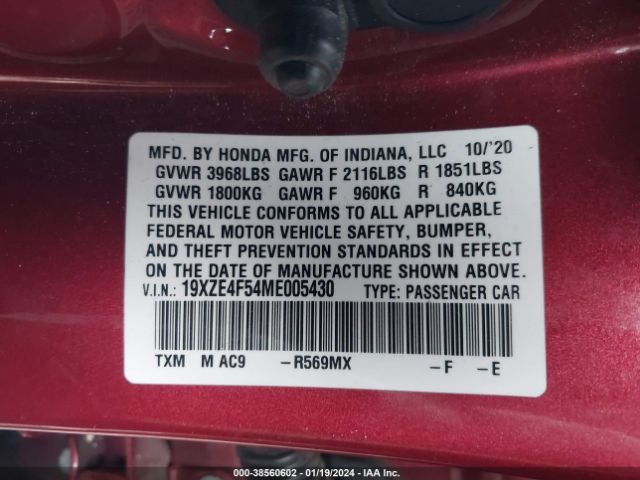 MFD. BY HONDA MFG. OF INDIANA, LLC 10/'20
GVWR 3968LBS GAWR F 2116LBS R 1851LBS
GVWR 1800KG GAWR F 960KG R 840KG
THIS VEHICLE CONFORMS TO ALL APPLICABLE
FEDERAL MOTOR VEHICLE SAFETY, BUMPER,
AND THEFT PREVENTION STANDARDS IN EFFECT
ON THE DATE OF MANUFACTURE SHOWN ABOVE.
V.I.N.: 19XZE4F54ME005430 TYPE: PASSENGER CAR
TXM M AC9 -R569MX -F -E
000-38560602 - 01/19/2024 - IAA Inc.